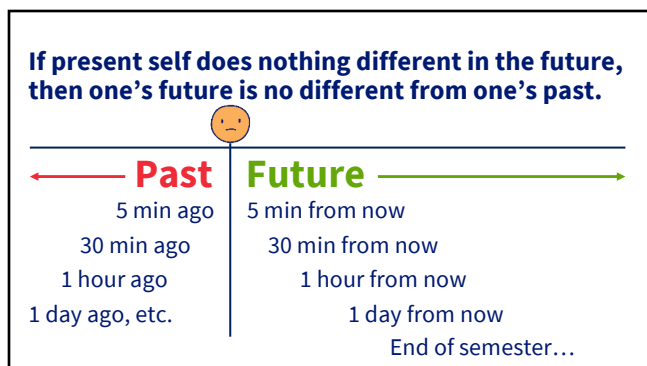 If present self does nothing different in the future,
then one’s future is no different from one’s past.
Past Future
5 min ago 5 min from now
30 min ago 30 min from now
1 hour ago 1 hour from now
1 day ago, etc. 1 day from now
End of semester…